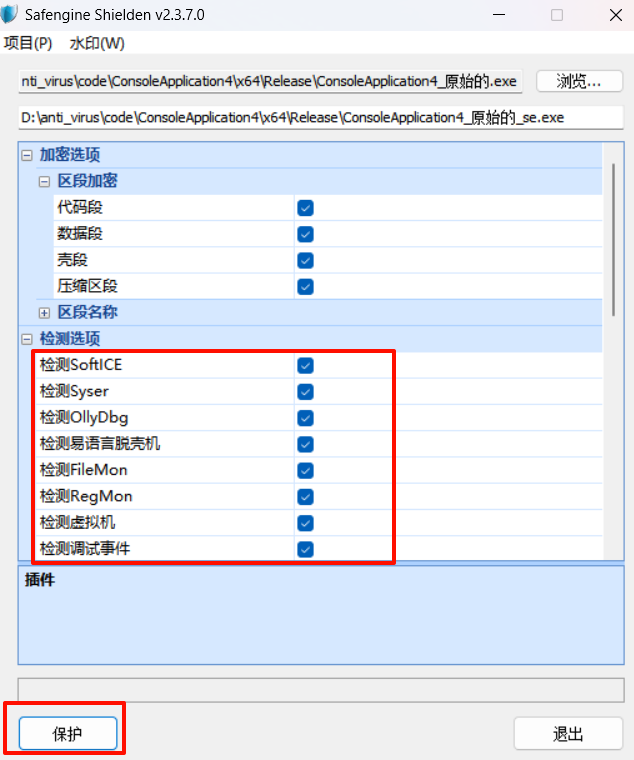 Safengine Shielden v2.3.7.0
项目(P) 水印(W)
nti_virus\code\ConsoleApplication4\x64\Release\ConsoleApplication4_原始的.exe 浏览...
D:\anti_virus\code\ConsoleApplication4\x64\Release\ConsoleApplication4_原始的_se.exe
加密选项
区段加密
代码段
数据段
壳段
压缩区段
区段名称
检测选项
检测SoftICE
检测Syser
检测OllyDbg
检测易语言脱壳机
检测FileMon
检测RegMon
检测虚拟机
检测调试事件
插件
保护 退出